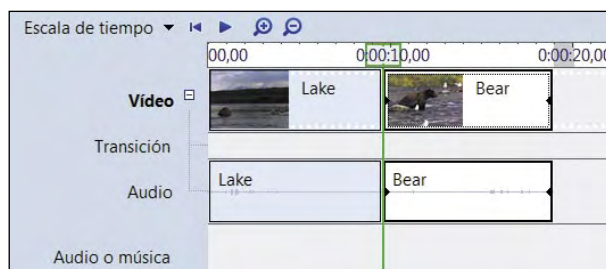 Escala de tiempo
00,00 0:00:10,00 0:00:20,00
Vídeo Lake Bear
Transición
Audio Lake Bear
Audio o música